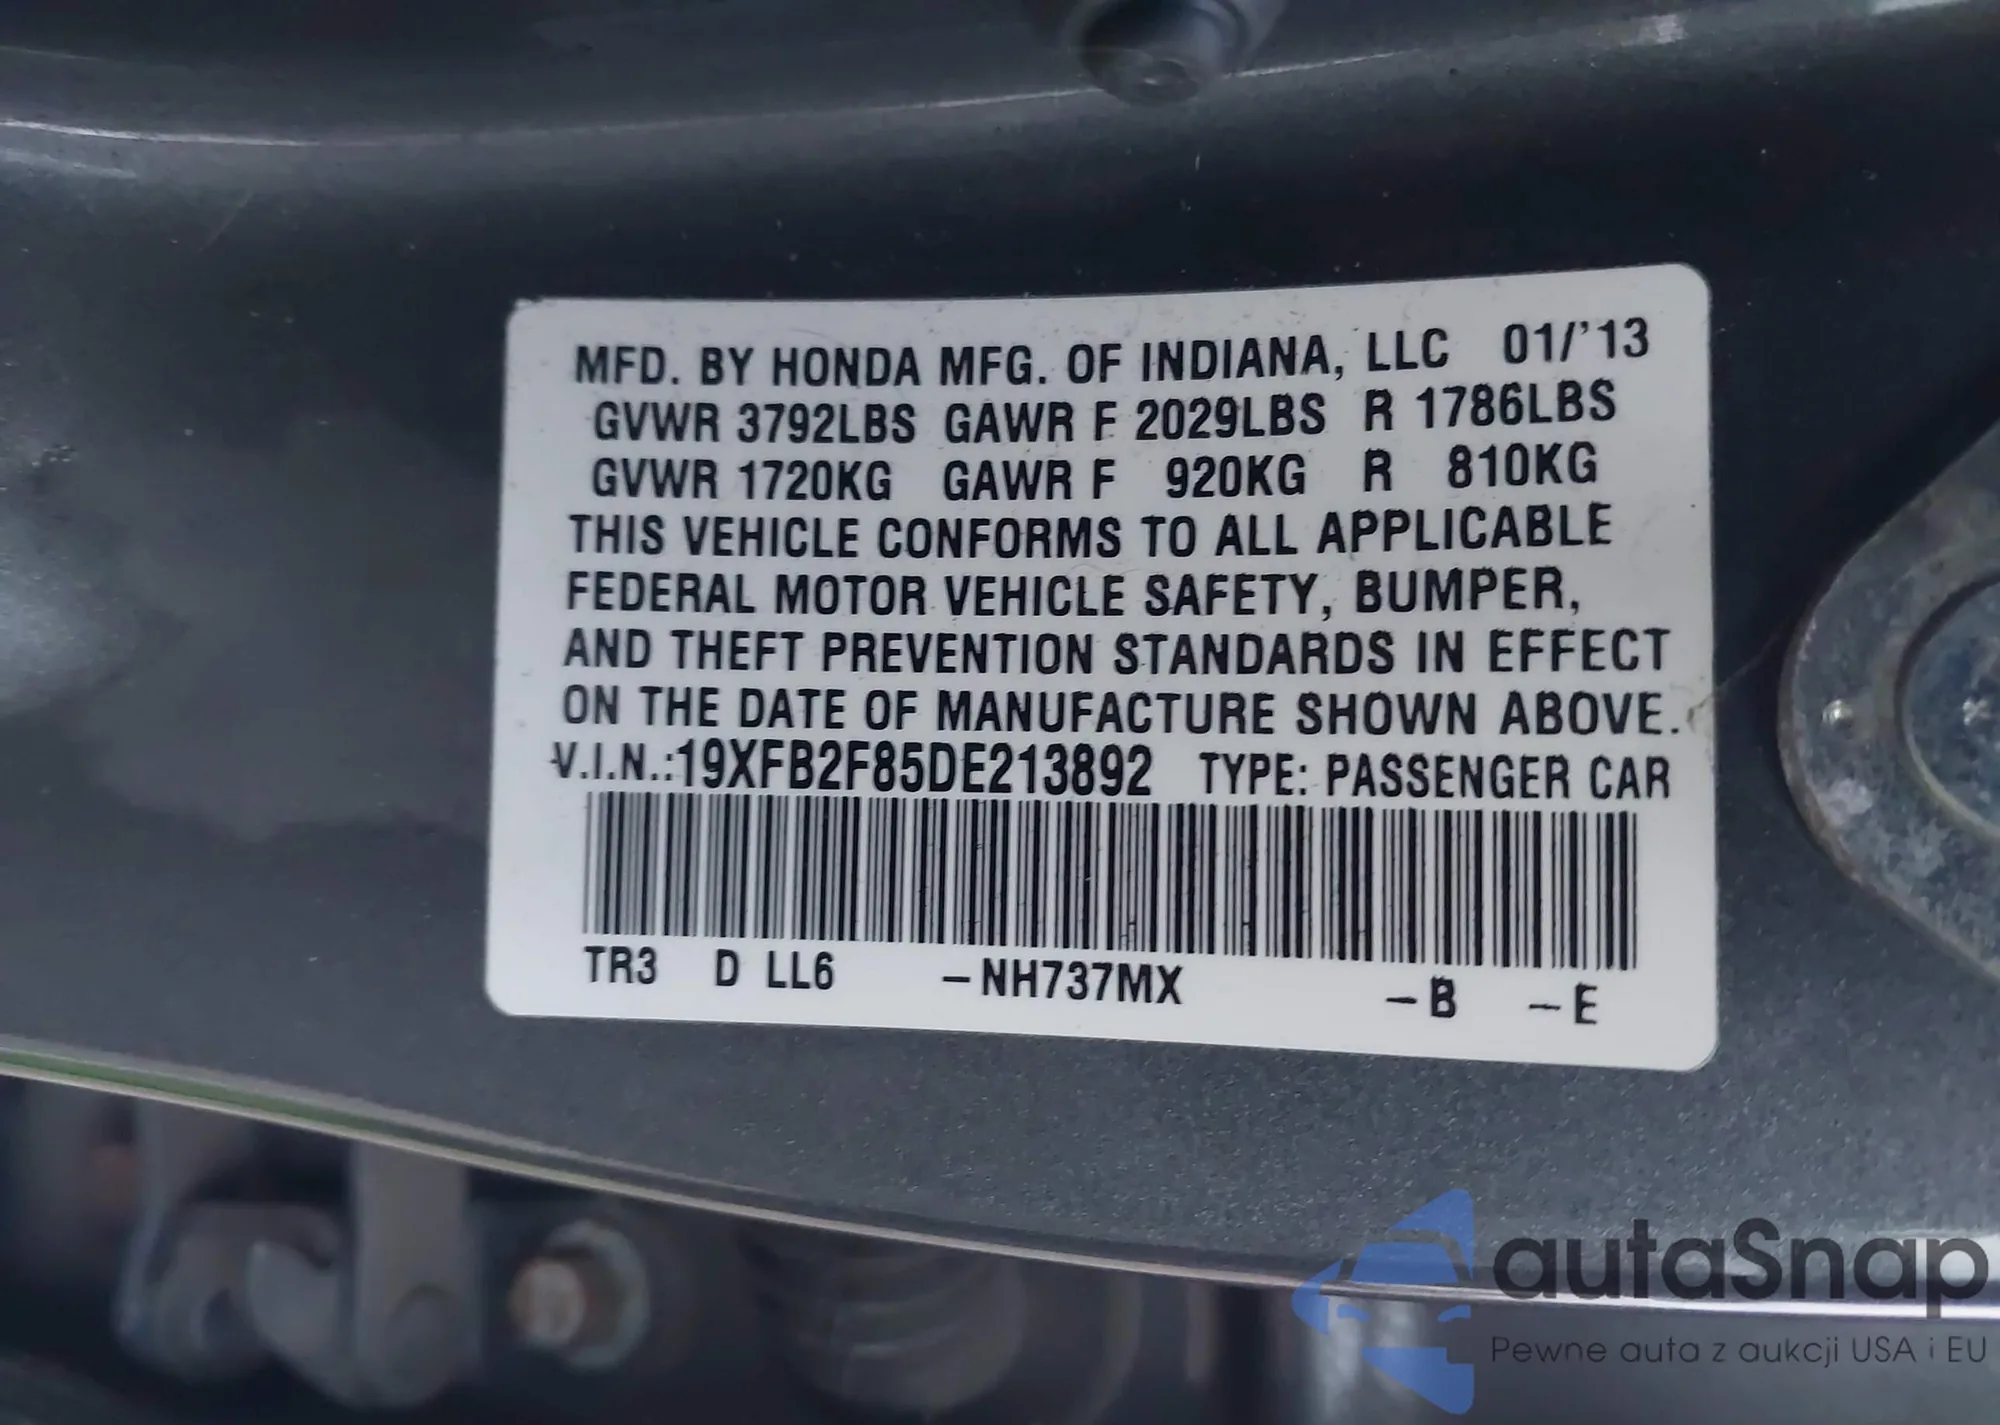 MFD. BY HONDA MFG. OF INDIANA, LLC 01/'13
GVWR 3792LBS GAWR F 2029LBS R 1786LBS
GVWR 1720KG GAWR F 920KG R 810KG
THIS VEHICLE CONFORMS TO ALL APPLICABLE
FEDERAL MOTOR VEHICLE SAFETY, BUMPER,
AND THEFT PREVENTION STANDARDS IN EFFECT
ON THE DATE OF MANUFACTURE SHOWN ABOVE.
V.I.N.:19XFB2F85DE213892 TYPE: PASSENGER CAR
TR3 D LL6 –NH737MX –B –E
autaSnap
Pewne auta z aukcji USA i EU